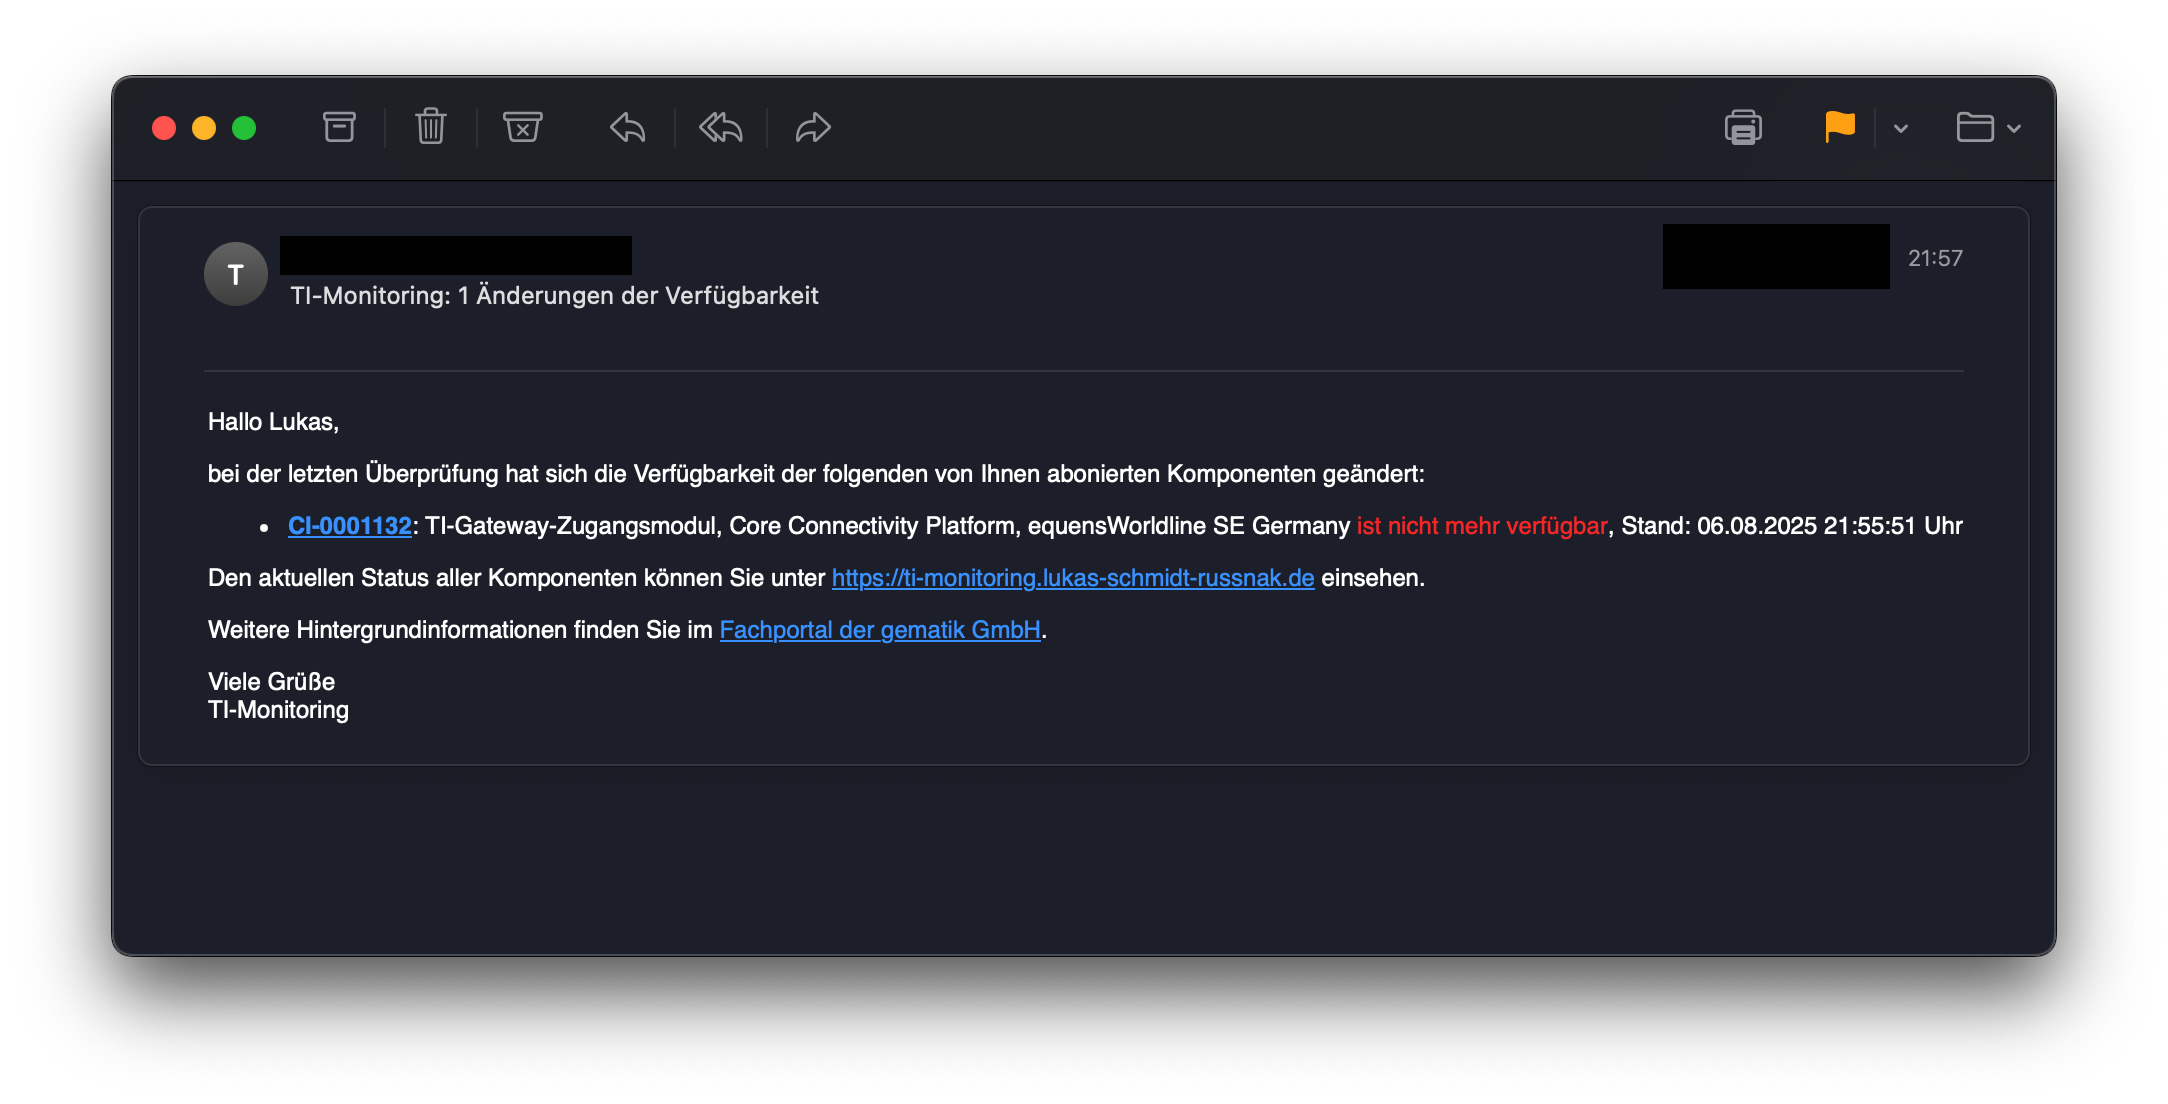 T
21:57
TI-Monitoring: 1 Änderungen der Verfügbarkeit
Hallo Lukas,
bei der letzten Überprüfung hat sich die Verfügbarkeit der folgenden von Ihnen abonierten Komponenten geändert:
• CI-0001132: TI-Gateway-Zugangsmodul, Core Connectivity Platform, equensWorldline SE Germany ist nicht mehr verfügbar, Stand: 06.08.2025 21:55:51 Uhr
Den aktuellen Status aller Komponenten können Sie unter https://ti-monitoring.lukas-schmidt-russnak.de einsehen.
Weitere Hintergrundinformationen finden Sie im Fachportal der gematik GmbH.
Viele Grüße
TI-Monitoring